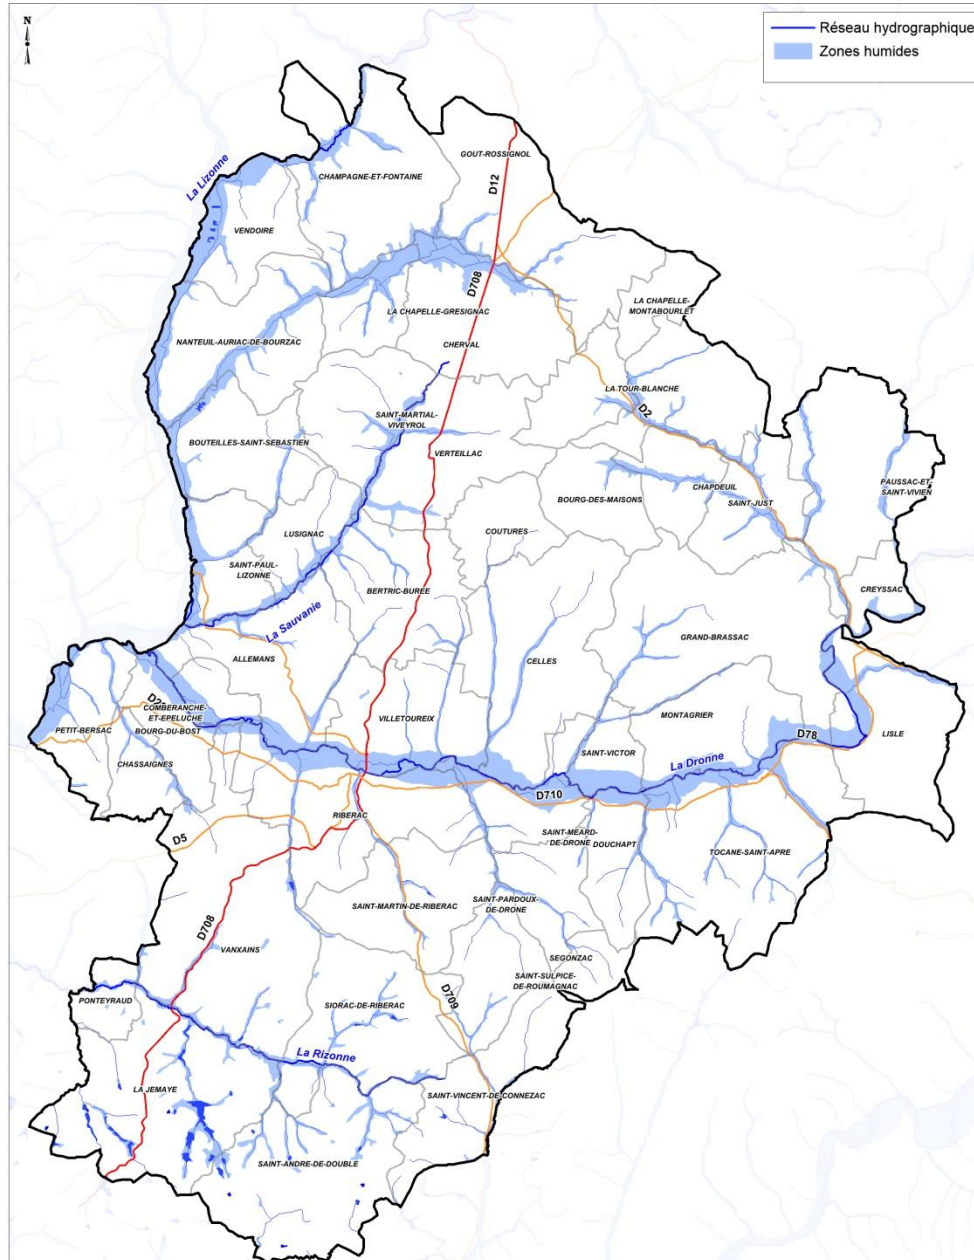 N
Réseau hydrographique
Zones humides
GOUT-ROSSIGNOL
La Lizonne
CHAMPAGNE-ET-FONTAINE
D12
VENDOIRE
D708
LA CHAPELLE-
MONTABOURLET
LA CHAPELLE-GRESIGNAC
NANTEUIL-AURIAC-DE-BOURZAC
CHERVAL
LA TOUR-BLANCHE
D2
SAINT-MARTIAL-
VIVEYROL
BOUTEILLES-SAINT-SEBASTIEN
VERTEILLAC
PAUSSAC-ET-
SAINT-VIVIEN
CHAPDEUIL
BOURG-DES-MAISONS
SAINT-JUST
COUTURES
LUSIGNAC
SAINT-PAUL-
LIZONNE
BERTRIC-BUREE
CREYSSAC
La Sauvanie
GRAND-BRASSAC
ALLEMANS
CELLES
COMBERANCHE-
ET-EPELUCHE
MONTAGRIER
VILLETOUREIX
PETIT-BERSAC
BOURG-DU-BOST
LISLE
D78
SAINT-VICTOR
La Dronne
CHASSAIGNES
D710
RIBERAC
D5
SAINT-MEARD-
DE-DRONE
DOUCHAPT
TOCANE-SAINT-APRE
SAINT-MARTIN-DE-RIBERAC
SAINT-PARDOUX-
DE-DRONE
D708
VANXAINS
SEGONZAC
SAINT-SULPICE-
DE-ROUMAGNAC
D709
PONTEYRAUD
SIORAC-DE-RIBERAC
La Rizonne
LA JEMAYE
SAINT-VINCENT-DE-CONNEZAC
SAINT-ANDRE-DE-DOUBLE